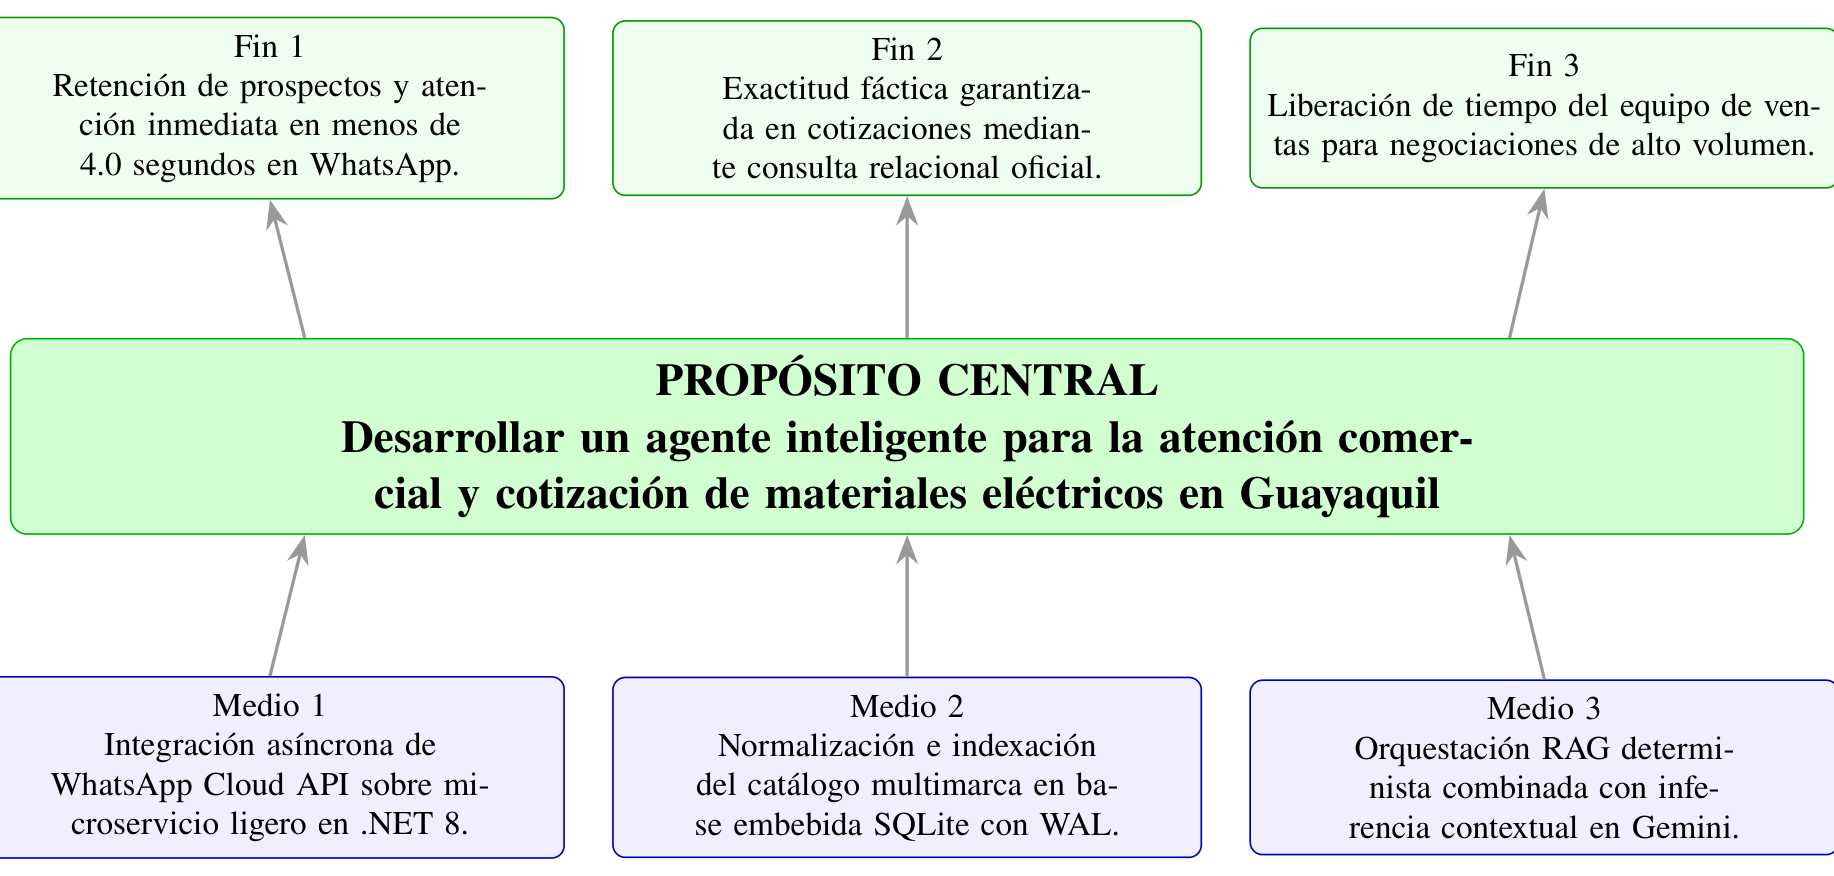 Fin 1
Retención de prospectos y aten-
ción inmediata en menos de
4.0 segundos en WhatsApp.
Fin 2
Exactitud fáctica garantiza-
da en cotizaciones median-
te consulta relacional oficial.
Fin 3
Liberación de tiempo del equipo de ven-
tas para negociaciones de alto volumen.
PROPÓSITO CENTRAL
Desarrollar un agente inteligente para la atención comer-
cial y cotización de materiales eléctricos en Guayaquil
Medio 1
Integración asíncrona de
WhatsApp Cloud API sobre mi-
croservicio ligero en .NET 8.
Medio 2
Normalización e indexación
del catálogo multimarca en ba-
se embebida SQLite con WAL.
Medio 3
Orquestación RAG determi-
nista combinada con infe-
rencia contextual en Gemini.